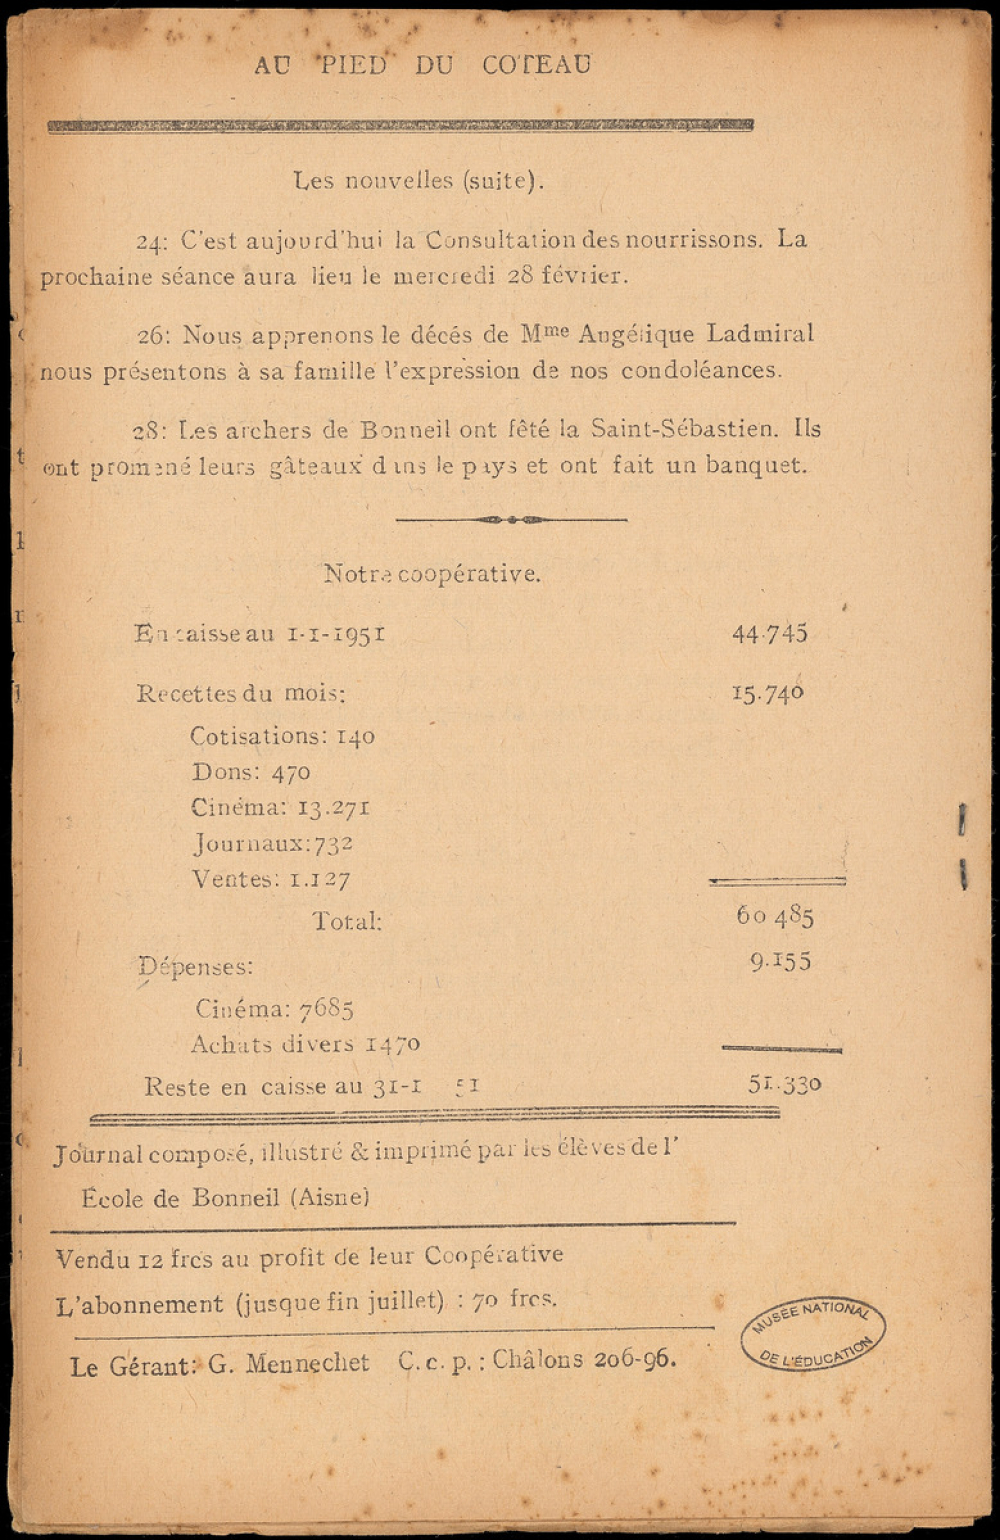 AU PIED DU COTEAU
Les nouvelles (suite).
24: C'est aujourd'hui la Consultation des nourrissons. La
prochaine séance aura lieu le mercredi 28 février.
26: Nous apprenons le décés de Mme Angélique Ladmiral
nous présentons à sa famille l'expression de nos condoléances.
28: Les archers de Bonneil ont fêté la Saint-Sébastien. Ils
ont promené leurs gâteaux dans le pays et ont fait un banquet.
Notre coopérative.
En caisse au 1-1-1951 44.745
Recettes du mois: 15.740
Cotisations: 140
Dons: 470
Cinéma: 13.271
Journaux: 732
Ventes: 1.127
Total: 60 485
Dépenses: 9.155
Cinéma: 7685
Achats divers 1470
Reste en caisse au 31-1 51 51.330
Journal composé, illustré & imprimé par les élèves de l'
École de Bonneil (Aisne)
Vendu 12 frcs au profit de leur Coopérative
L'abonnement (jusque fin juillet) : 70 frcs.
Le Gérant: G. Mennechet C. c. p. : Châlons 206-96.
MUSÉE NATIONAL
DE L'ÉDUCATION